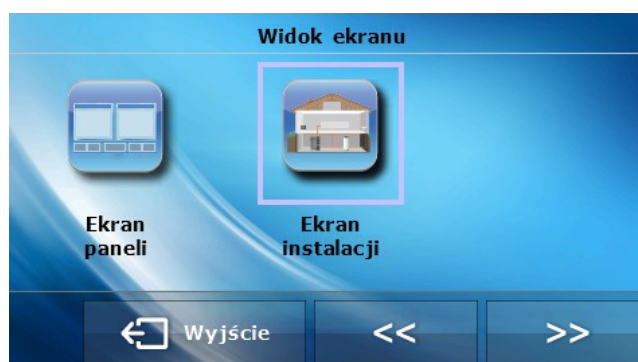 Widok ekranu
Ekran
paneli
Ekran
instalacji
Wyjście
<<
>>